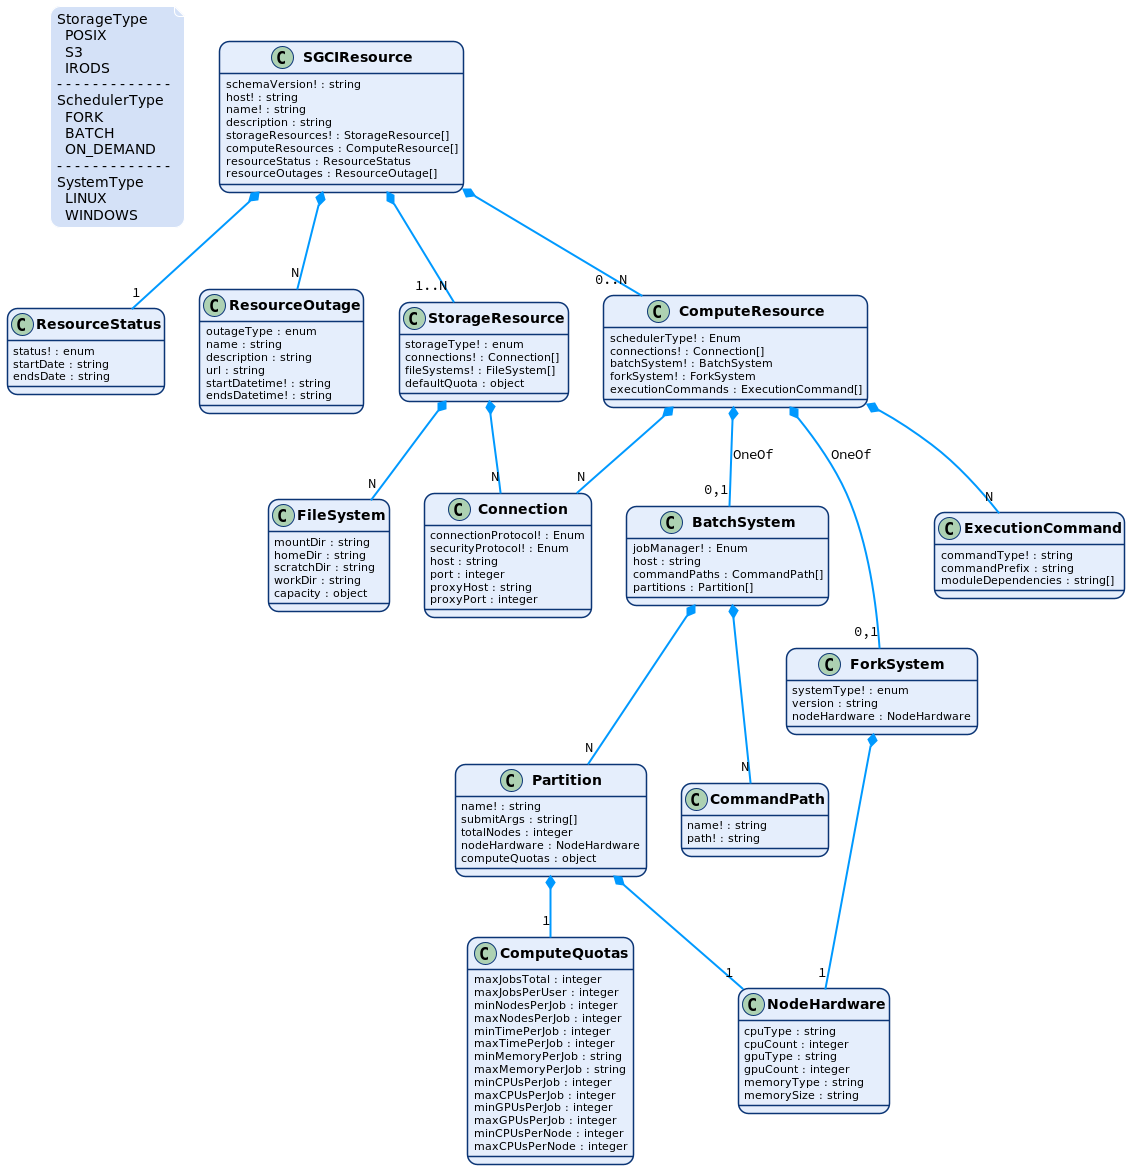 StorageType
POSIX
S3
IRODS
- - - - - - - - - - - - -
SchedulerType
FORK
BATCH
ON_DEMAND
- - - - - - - - - - - - -
SystemType
LINUX
WINDOWS
C SGCIResource
schemaVersion! : string
host! : string
name! : string
description : string
storageResources! : StorageResource[]
computeResources : ComputeResource[]
resourceStatus : ResourceStatus
resourceOutages : ResourceOutage[]
1
N
1..N
0..N
C ResourceStatus
status! : enum
startDate : string
endsDate : string
C ResourceOutage
outageType : enum
name : string
description : string
url : string
startDatetime! : string
endsDatetime! : string
C StorageResource
storageType! : enum
connections! : Connection[]
fileSystems! : FileSystem[]
defaultQuota : object
C ComputeResource
schedulerType! : Enum
connections! : Connection[]
batchSystem! : BatchSystem
forkSystem! : ForkSystem
executionCommands : ExecutionCommand[]
N
N
N
OneOf
0,1
OneOf
0,1
N
C FileSystem
mountDir : string
homeDir : string
scratchDir : string
workDir : string
capacity : object
C Connection
connectionProtocol! : Enum
securityProtocol! : Enum
host : string
port : integer
proxyHost : string
proxyPort : integer
C BatchSystem
jobManager! : Enum
host : string
commandPaths : CommandPath[]
partitions : Partition[]
C ExecutionCommand
commandType! : string
commandPrefix : string
moduleDependencies : string[]
C ForkSystem
systemType! : enum
version : string
nodeHardware : NodeHardware
N
N
C Partition
name! : string
submitArgs : string[]
totalNodes : integer
nodeHardware : NodeHardware
computeQuotas : object
C CommandPath
name! : string
path! : string
1
1
1
C ComputeQuotas
maxJobsTotal : integer
maxJobsPerUser : integer
minNodesPerJob : integer
maxNodesPerJob : integer
minTimePerJob : integer
maxTimePerJob : integer
minMemoryPerJob : string
maxMemoryPerJob : string
minCPUsPerJob : integer
maxCPUsPerJob : integer
minGPUsPerJob : integer
maxGPUsPerJob : integer
minCPUsPerNode : integer
maxCPUsPerNode : integer
C NodeHardware
cpuType : string
cpuCount : integer
gpuType : string
gpuCount : integer
memoryType : string
memorySize : string